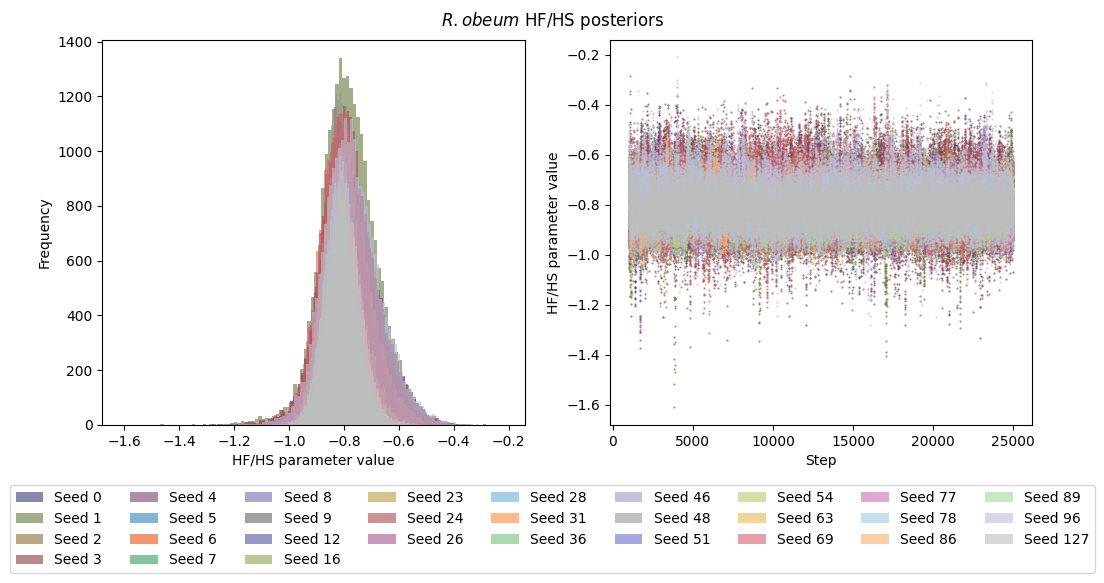 R. obeum HF/HS posteriors
1400
1200
1000
800
600
400
200
0
Frequency
−1.6 −1.4 −1.2 −1.0 −0.8 −0.6 −0.4 −0.2
HF/HS parameter value
−0.2
−0.4
−0.6
−0.8
−1.0
−1.2
−1.4
−1.6
HF/HS parameter value
0 5000 10000 15000 20000 25000
Step
Seed 0 Seed 4 Seed 8 Seed 23 Seed 28 Seed 46 Seed 54 Seed 77 Seed 89
Seed 1 Seed 5 Seed 9 Seed 24 Seed 31 Seed 48 Seed 63 Seed 78 Seed 96
Seed 2 Seed 6 Seed 12 Seed 26 Seed 36 Seed 51 Seed 69 Seed 86 Seed 127
Seed 3 Seed 7 Seed 16